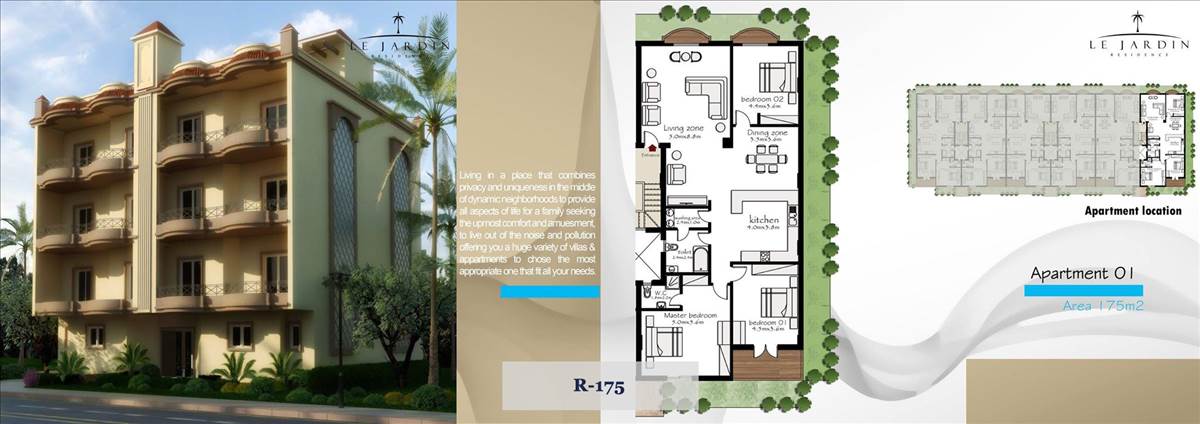 LE JARDIN
RESIDENCE
Living in a place that combines
privacy and uniqueness in the middle
of dynamic neighborhoods to provide
all aspects of life for a family seeking
the upmost comfort and amuesment,
to live out of the noise and pollution
offering you a huge variety of villas &
appartments to chose the most
appropriate one that fit all your needs.
bedroom 02
4.4mx3.6m
Living zone
5.0mx8.8m
Dining zone
3.3mx3.6m
Entrance
washing area
kitchen
4.0mx3.8m
toilet
W.C
Master bedroom
5.0mx3.6m
bedroom 01
4.3mx3.6m
R-175
LE JARDIN
RESIDENCE
Apartment location
Apartment 01
Area 175m2